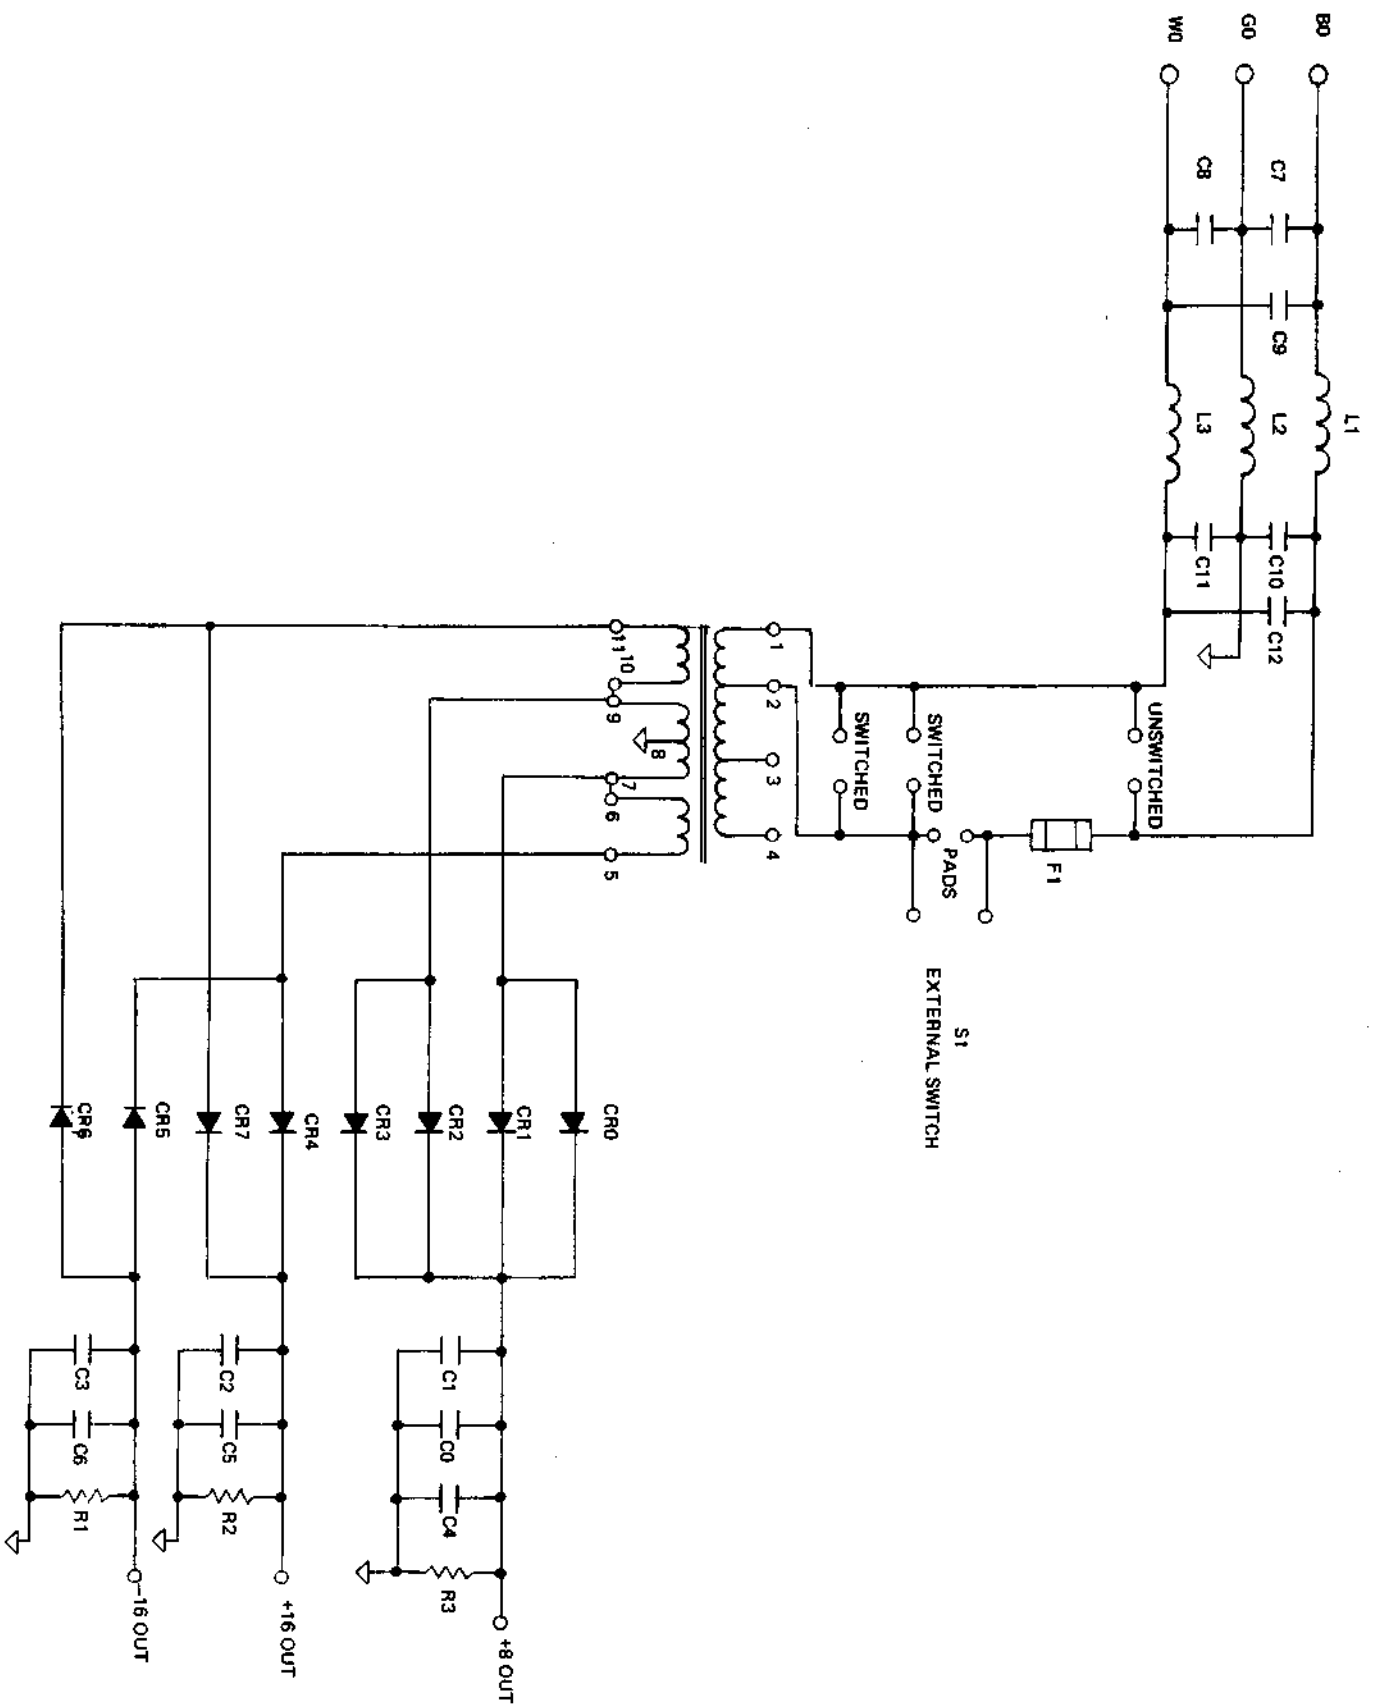 B0
G0
W0
C7
C8
C9
L1
L2
L3
C10
C11
C12
UNSWITCHED
SWITCHED
SWITCHED
F1
PADS
S1
EXTERNAL SWITCH
1
2
3
4
11
10
9
8
7
6
5
CR0
CR1
CR2
CR3
CR4
CR7
CR5
CR6
C1
C0
C4
R3
+8 OUT
C2
C5
R2
+16 OUT
C3
C6
R1
-16 OUT